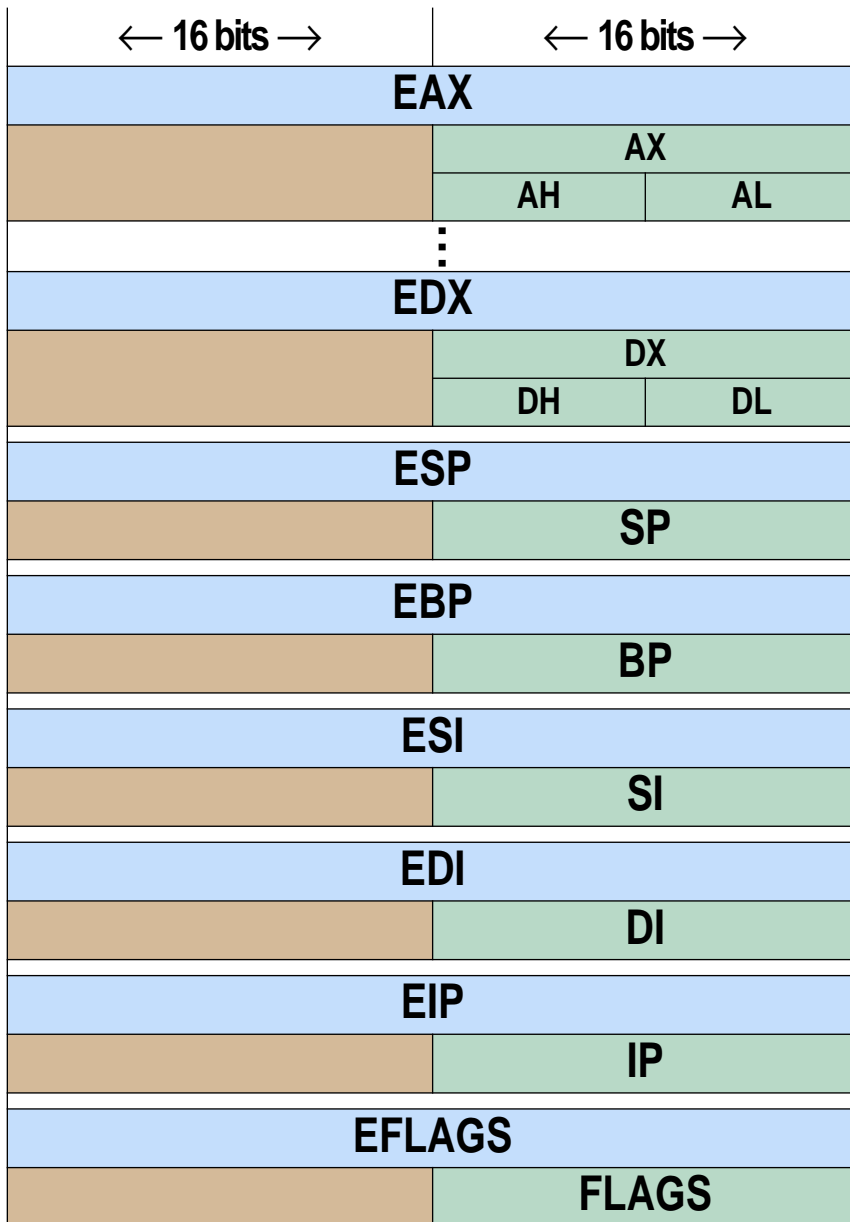 ← 16 bits → ← 16 bits →
EAX
AX
AH AL
⋮
EDX
DX
DH DL
ESP
SP
EBP
BP
ESI
SI
EDI
DI
EIP
IP
EFLAGS
FLAGS